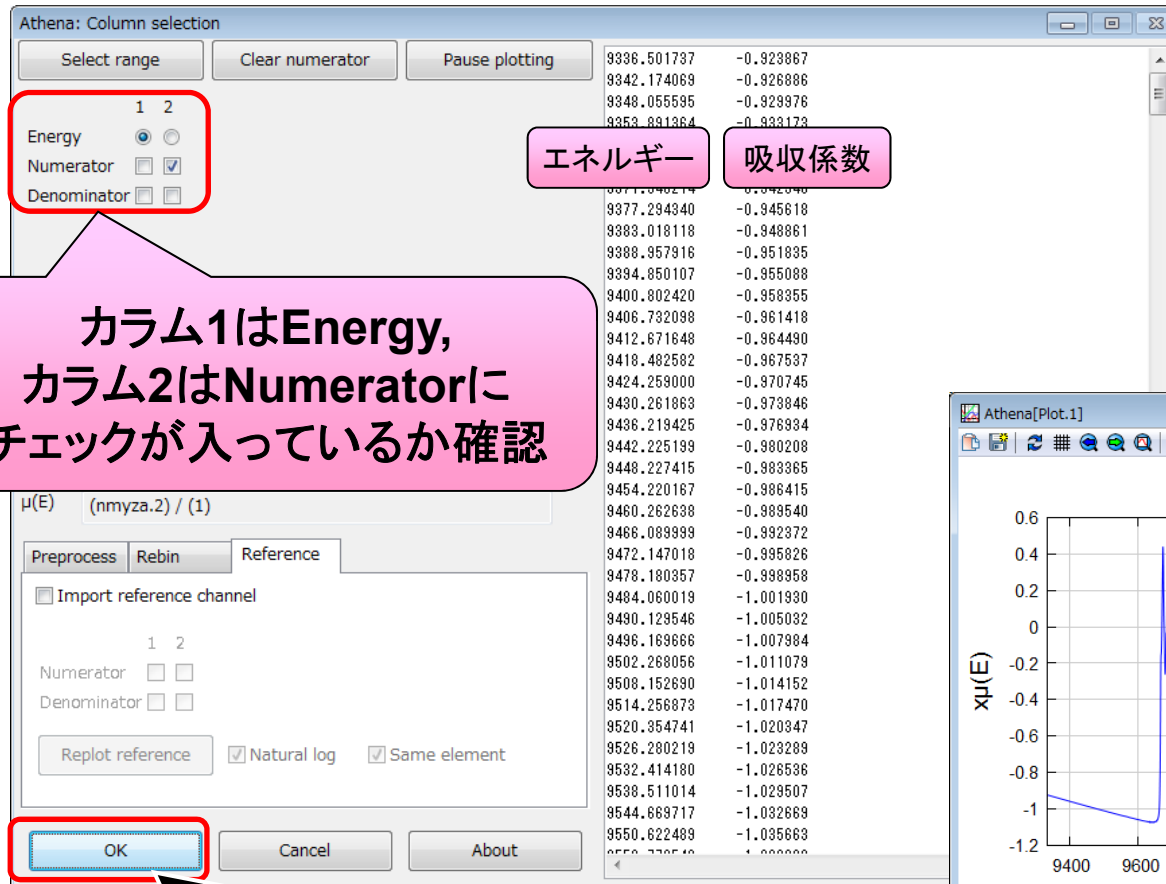 Athena: Column selection
Select range Clear numerator Pause plotting
1 2
Energy
Numerator
Denominator
カラム1はEnergy,
カラム2はNumeratorに
チェックが入っているか確認
μ(E) (nmyza.2) / (1)
Preprocess Rebin Reference
Import reference channel
1 2
Numerator
Denominator
Replot reference Natural log Same element
OK Cancel About
9336.501737 -0.923867
9342.174069 -0.926886
9348.055595 -0.929976
9353.891364 -0.933173
エネルギー 吸収係数
9377.294340 -0.945618
9383.018118 -0.948861
9388.957916 -0.951835
9394.850107 -0.955088
9400.802420 -0.958355
9406.732098 -0.961418
9412.671648 -0.964490
9418.482582 -0.967537
9424.259000 -0.970745
9430.261863 -0.973846
9436.219425 -0.976934
9442.225199 -0.980208
9448.227415 -0.983365
9454.220167 -0.986415
9460.262638 -0.989540
9466.089999 -0.992372
9472.147018 -0.995826
9478.180357 -0.998958
9484.060019 -1.001930
9490.129546 -1.005032
9496.169666 -1.007984
9502.268056 -1.011079
9508.152690 -1.014152
9514.256873 -1.017470
9520.354741 -1.020347
9526.280219 -1.023289
9532.414180 -1.026536
9538.511014 -1.029507
9544.669717 -1.032669
9550.622489 -1.035663
Athena[Plot.1]
0.6
0.4
0.2
0
-0.2
-0.4
-0.6
-0.8
-1
-1.2
xμ(E)
9400 9600